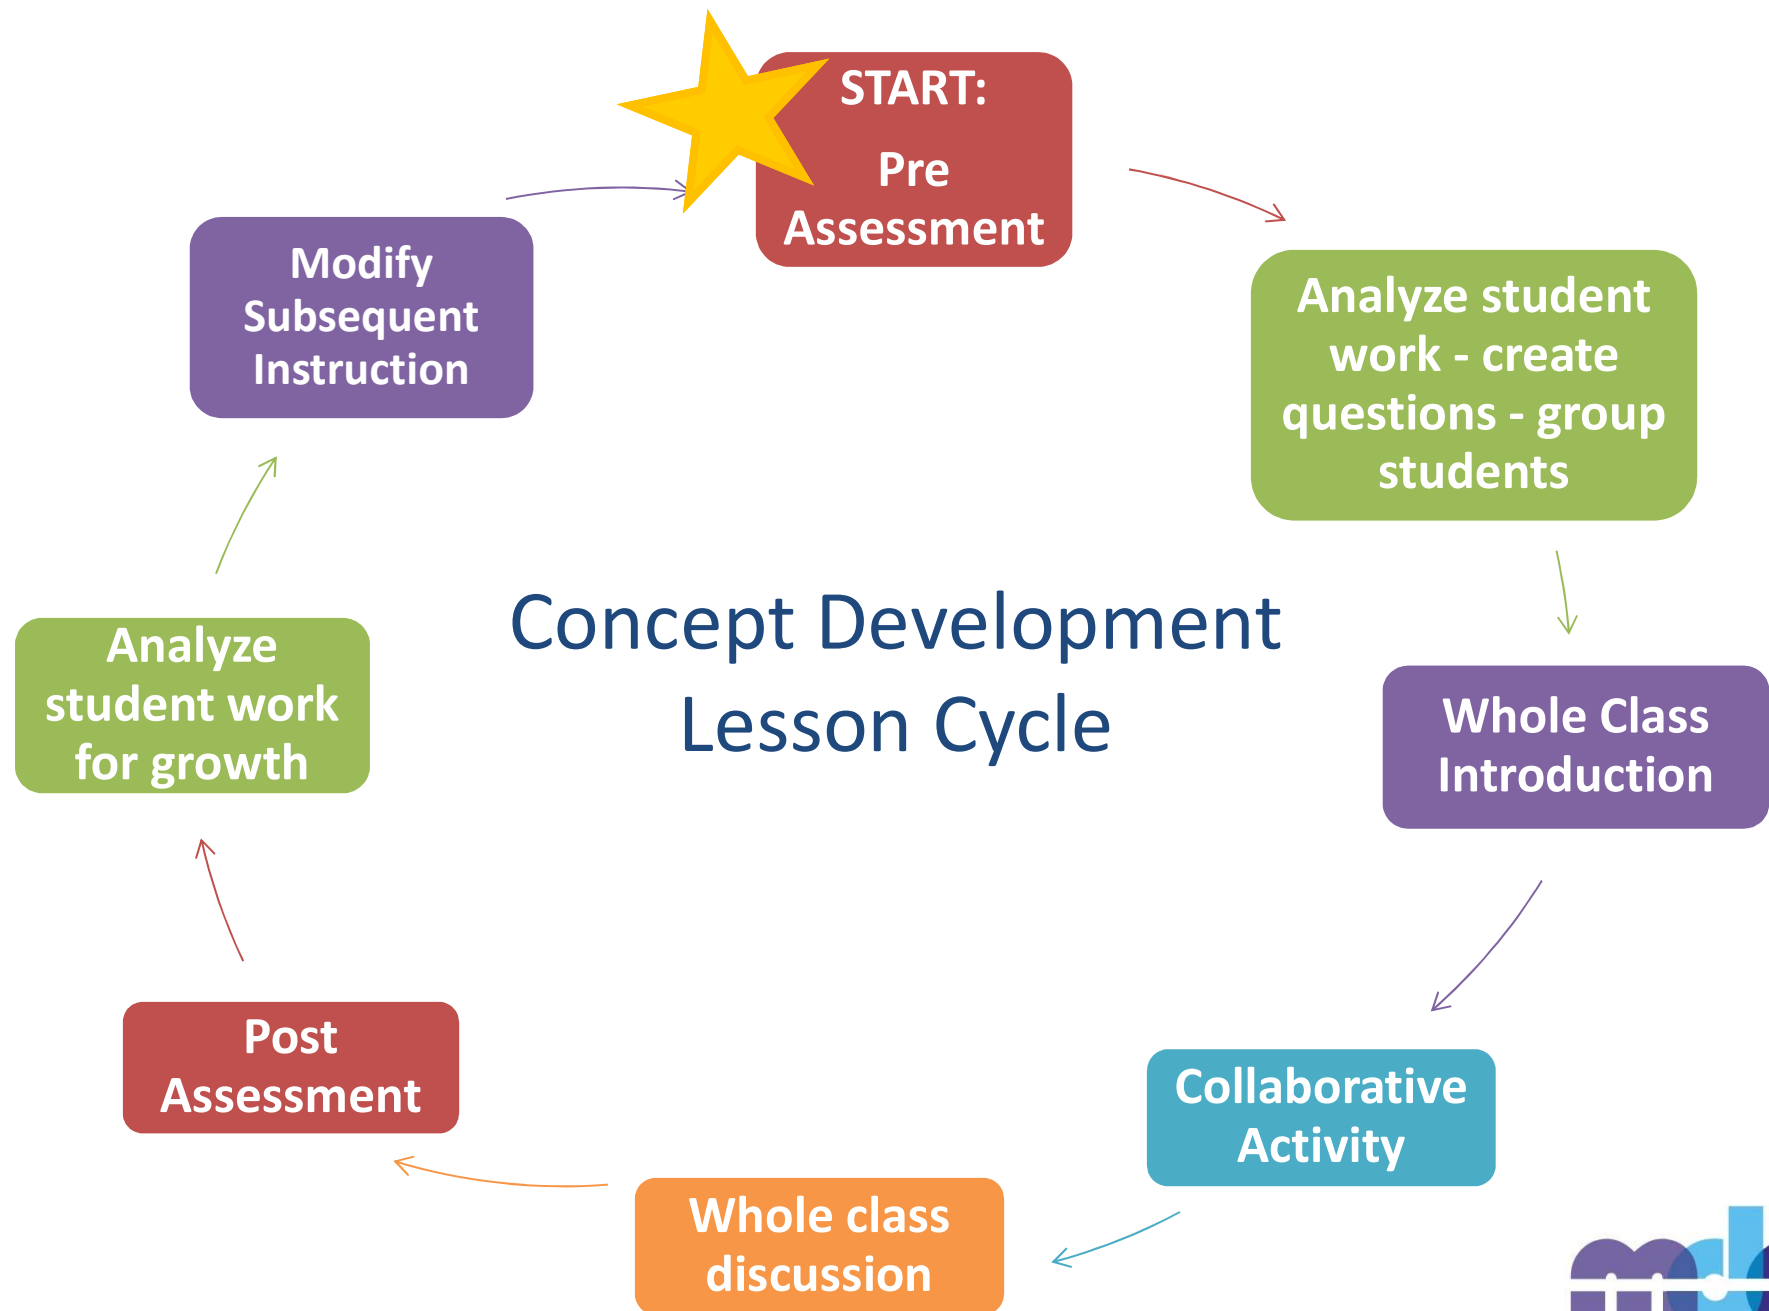 START:
Pre
Assessment
Analyze student
work - create
questions - group
students
Whole Class
Introduction
Collaborative
Activity
Whole class
discussion
Post
Assessment
Analyze
student work
for growth
Modify
Subsequent
Instruction
Concept Development
Lesson Cycle